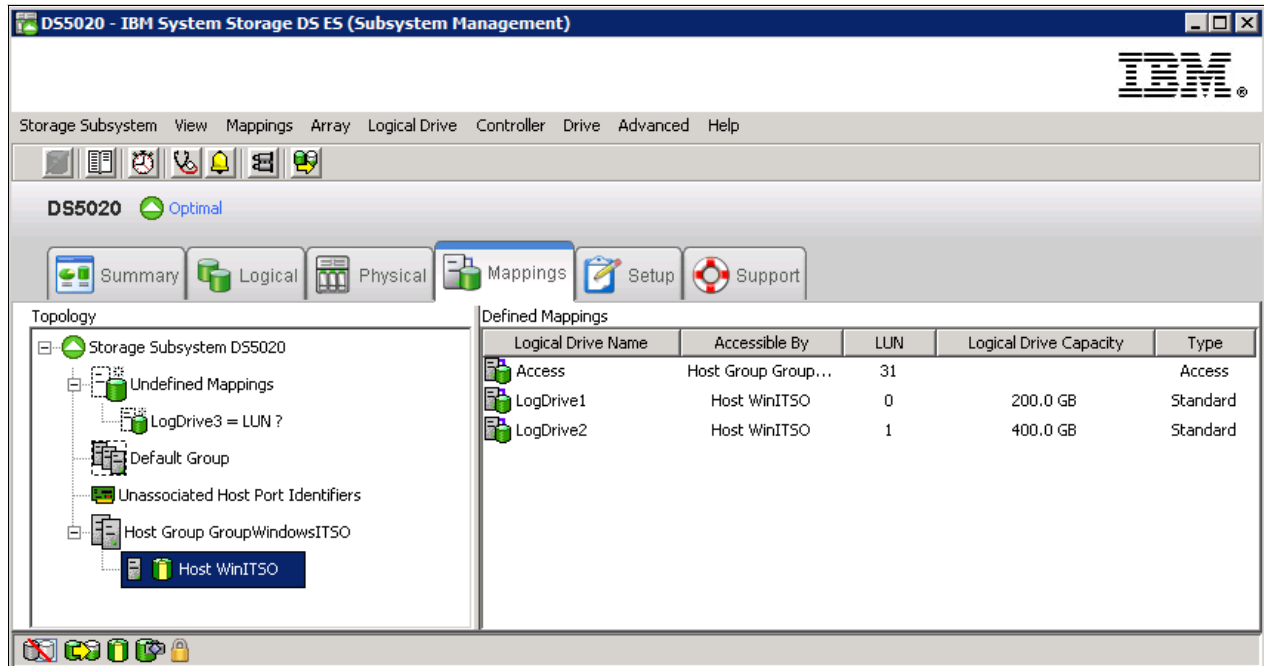 DS5020 - IBM System Storage DS ES (Subsystem Management)
IBM®
Storage Subsystem View Mappings Array Logical Drive Controller Drive Advanced Help
DS5020 Optimal
Summary Logical Physical Mappings Setup Support
Topology
Storage Subsystem DS5020
Undefined Mappings
LogDrive3 = LUN ?
Default Group
Unassociated Host Port Identifiers
Host Group GroupWindowsITSO
Host WinITSO
Defined Mappings
Logical Drive Name Accessible By LUN Logical Drive Capacity Type
Access Host Group Group... 31 Access
LogDrive1 Host WinITSO 0 200.0 GB Standard
LogDrive2 Host WinITSO 1 400.0 GB Standard